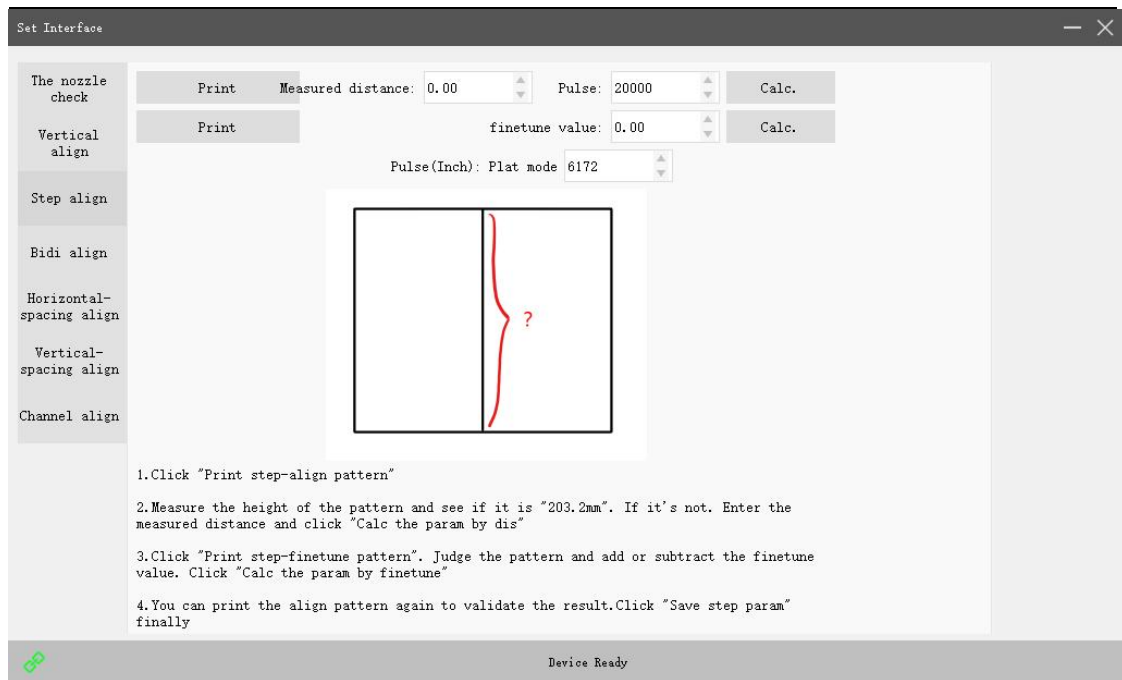 Set Interface
The nozzle
check
Vertical
align
Step align
Bidi align
Horizontal-
spacing align
Vertical-
spacing align
Channel align
Print Measured distance: 0.00 Pulse: 20000 Calc.
Print finetune value: 0.00 Calc.
Pulse(Inch): Plat mode 6172
?
1.Click "Print step-align pattern"
2.Measure the height of the pattern and see if it is "203.2mm". If it's not. Enter the
measured distance and click "Calc the param by dis"
3.Click "Print step-finetune pattern". Judge the pattern and add or subtract the finetune
value. Click "Calc the param by finetune"
4.You can print the align pattern again to validate the result.Click "Save step param"
finally
Device Ready